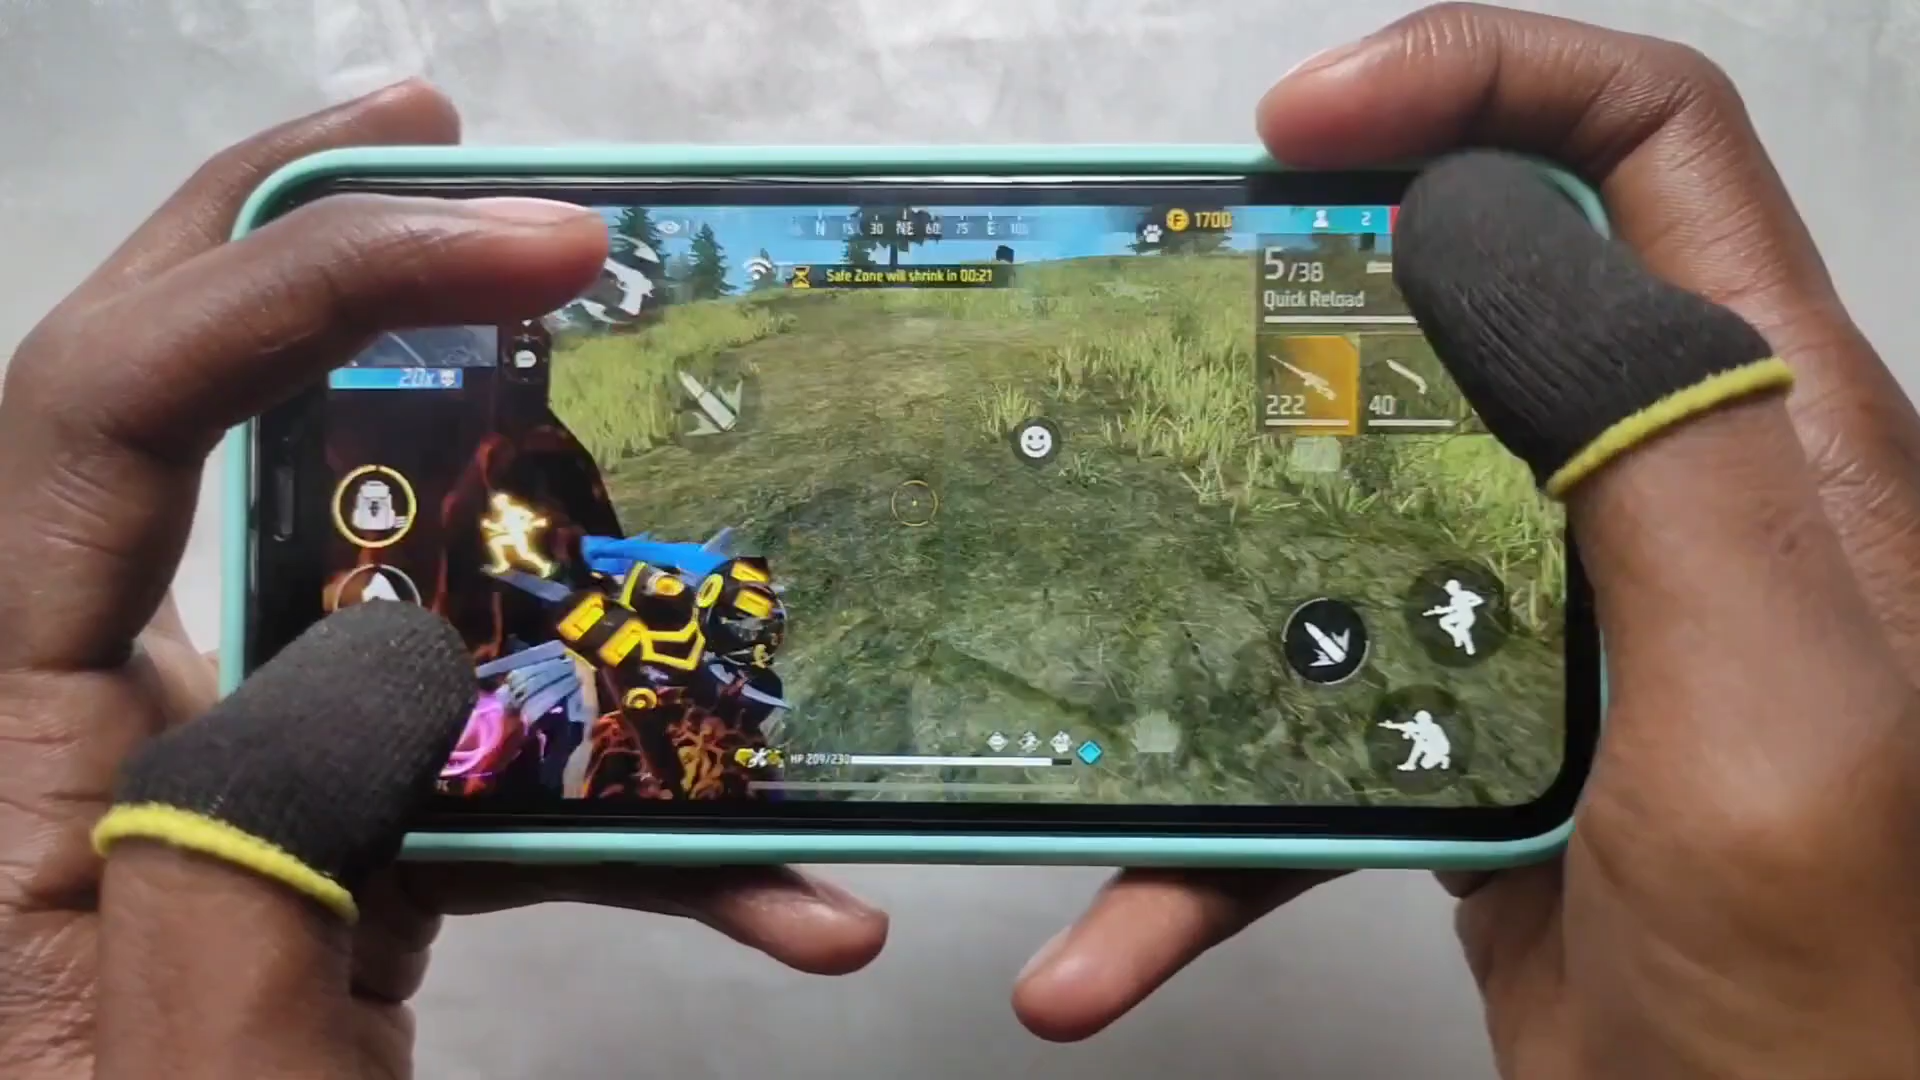 N 15 30 NE 60 75 E 105
1700
2
Safe Zone will shrink in 00:21
5/38
Quick Reload
20x
222
40
HP 209/230